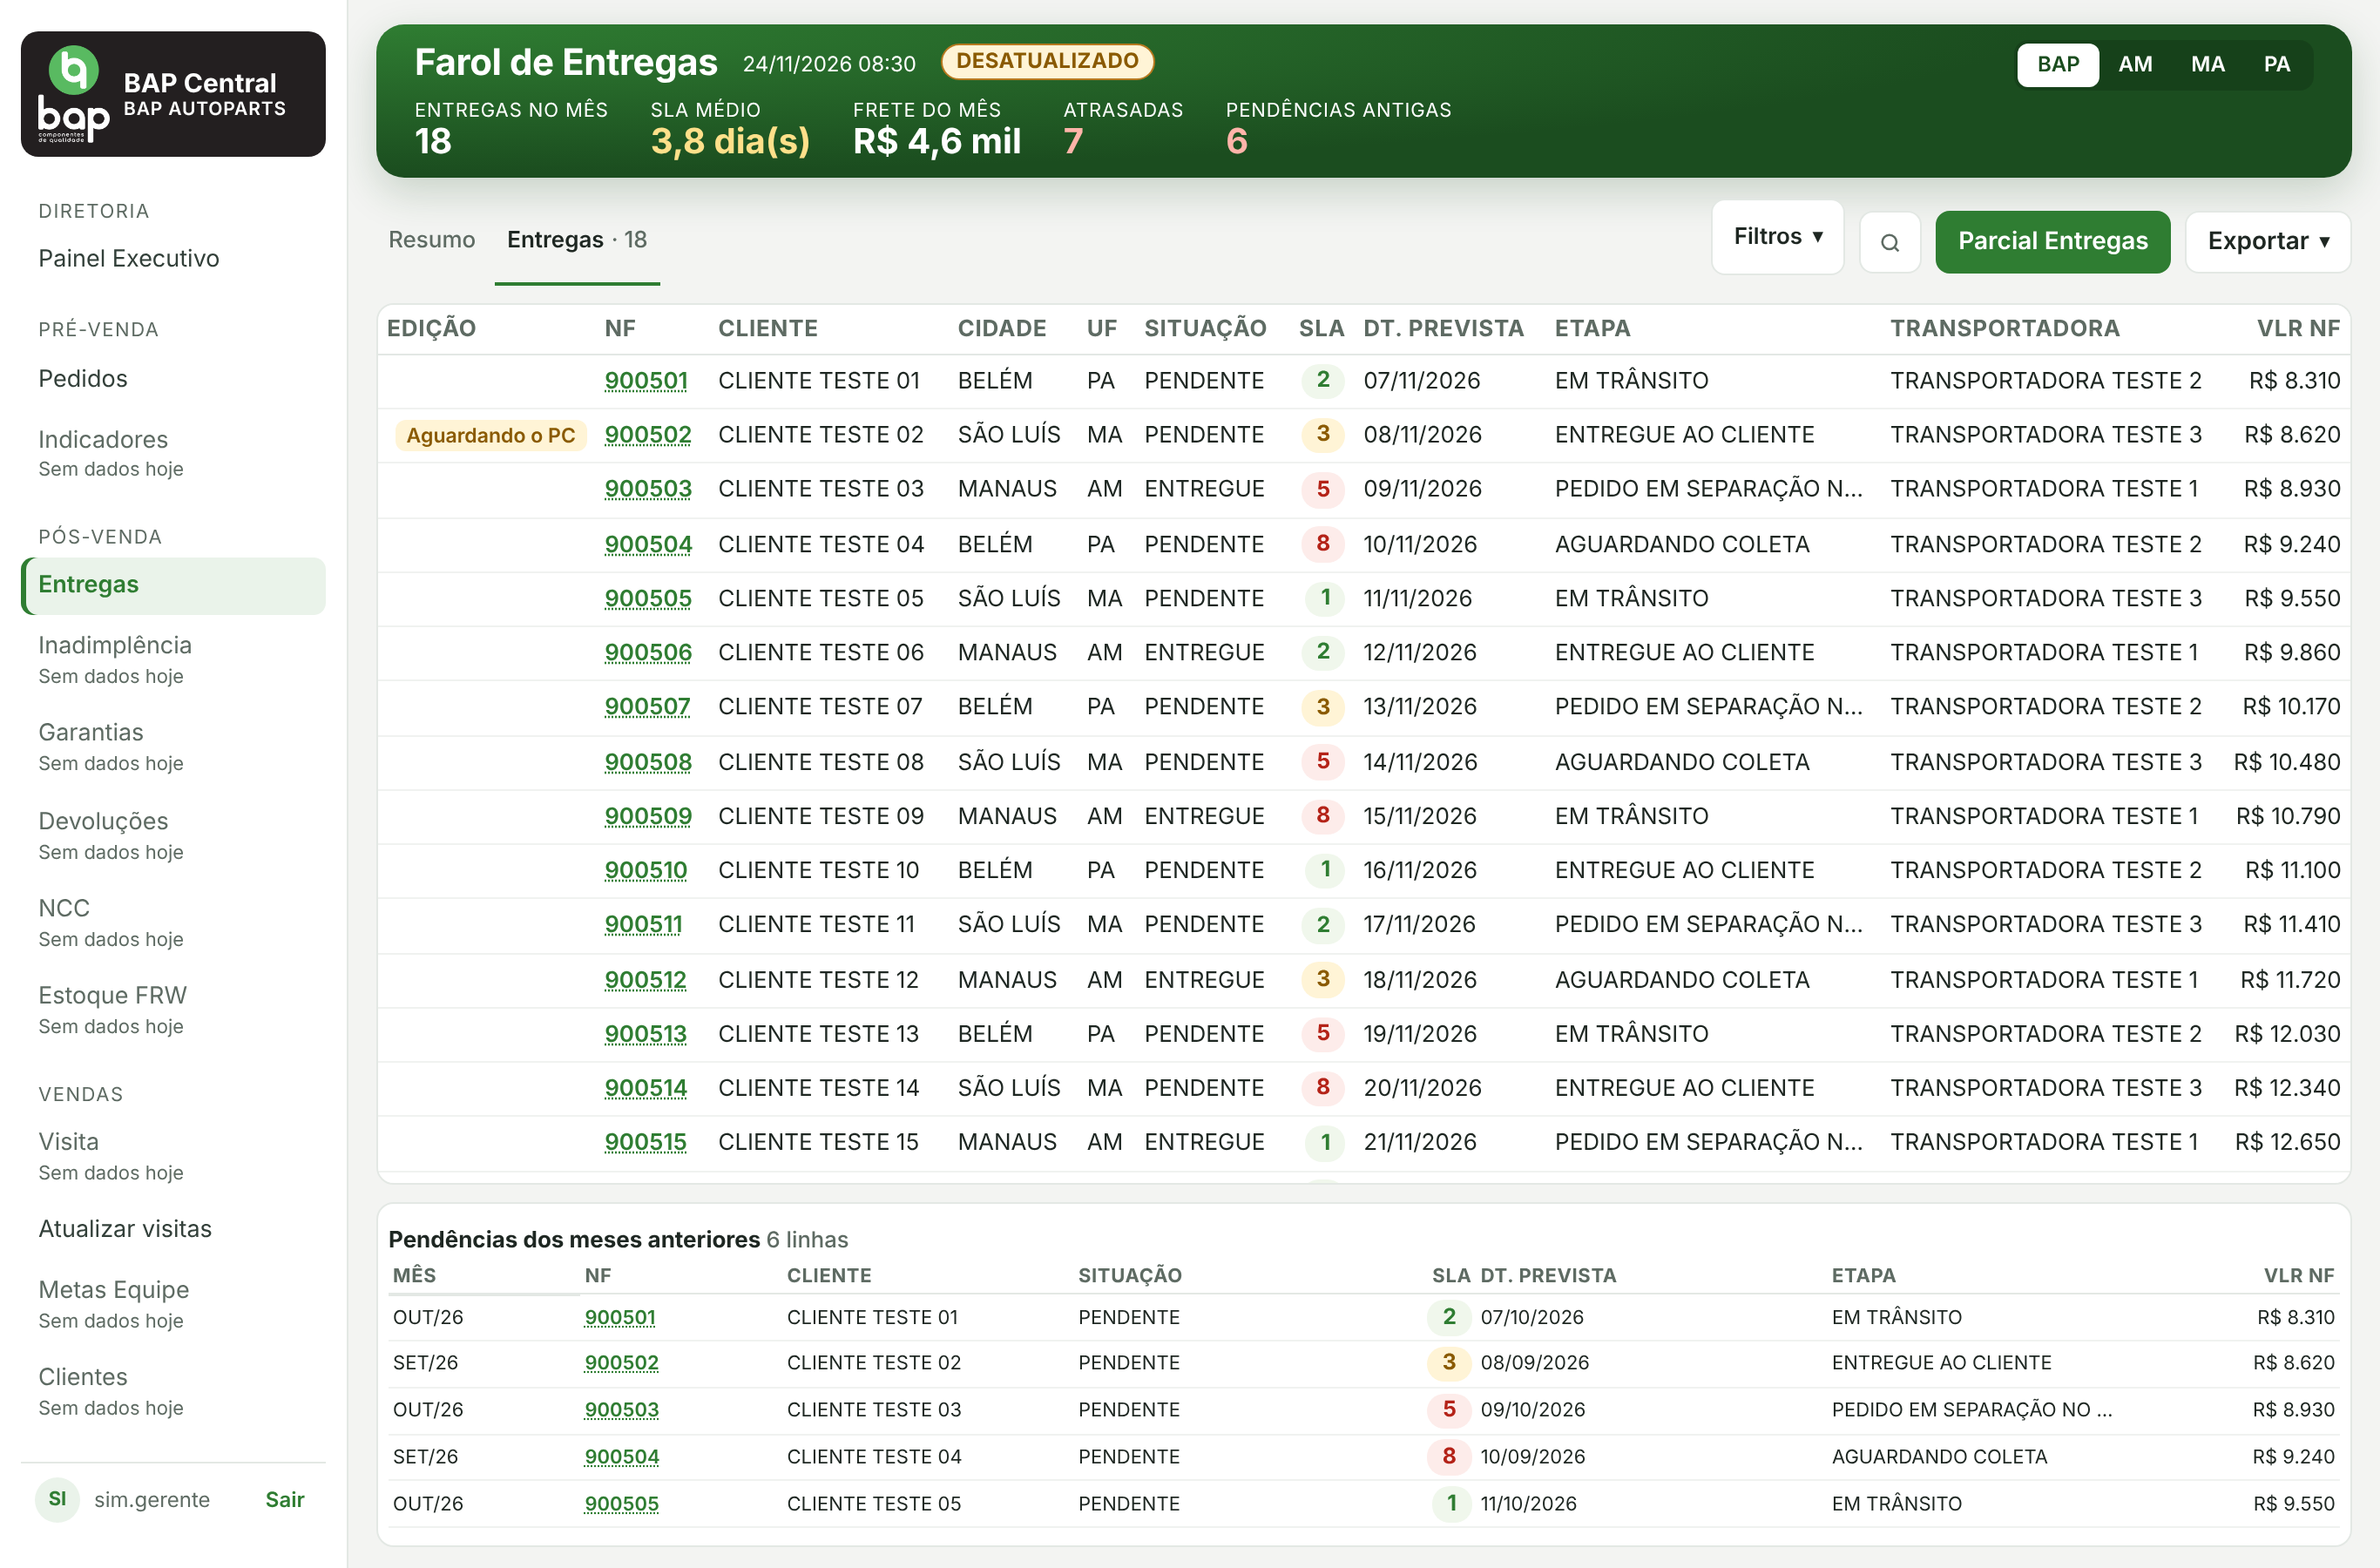 bap
componentes
de qualidade
BAP Central
BAP AUTOPARTS
DIRETORIA
Painel Executivo
PRÉ-VENDA
Pedidos
Indicadores
Sem dados hoje
PÓS-VENDA
Entregas
Inadimplência
Sem dados hoje
Garantias
Sem dados hoje
Devoluções
Sem dados hoje
NCC
Sem dados hoje
Estoque FRW
Sem dados hoje
VENDAS
Visita
Sem dados hoje
Atualizar visitas
Metas Equipe
Sem dados hoje
Clientes
Sem dados hoje
SI sim.gerente Sair
Farol de Entregas 24/11/2026 08:30 DESATUALIZADO BAP AM MA PA
ENTREGAS NO MÊS SLA MÉDIO FRETE DO MÊS ATRASADAS PENDÊNCIAS ANTIGAS
18 3,8 dia(s) R$ 4,6 mil 7 6
Resumo Entregas · 18 Filtros ▾ Parcial Entregas Exportar ▾
EDIÇÃO NF CLIENTE CIDADE UF SITUAÇÃO SLA DT. PREVISTA ETAPA TRANSPORTADORA VLR NF
900501 CLIENTE TESTE 01 BELÉM PA PENDENTE 2 07/11/2026 EM TRÂNSITO TRANSPORTADORA TESTE 2 R$ 8.310
Aguardando o PC 900502 CLIENTE TESTE 02 SÃO LUÍS MA PENDENTE 3 08/11/2026 ENTREGUE AO CLIENTE TRANSPORTADORA TESTE 3 R$ 8.620
900503 CLIENTE TESTE 03 MANAUS AM ENTREGUE 5 09/11/2026 PEDIDO EM SEPARAÇÃO N... TRANSPORTADORA TESTE 1 R$ 8.930
900504 CLIENTE TESTE 04 BELÉM PA PENDENTE 8 10/11/2026 AGUARDANDO COLETA TRANSPORTADORA TESTE 2 R$ 9.240
900505 CLIENTE TESTE 05 SÃO LUÍS MA PENDENTE 1 11/11/2026 EM TRÂNSITO TRANSPORTADORA TESTE 3 R$ 9.550
900506 CLIENTE TESTE 06 MANAUS AM ENTREGUE 2 12/11/2026 ENTREGUE AO CLIENTE TRANSPORTADORA TESTE 1 R$ 9.860
900507 CLIENTE TESTE 07 BELÉM PA PENDENTE 3 13/11/2026 PEDIDO EM SEPARAÇÃO N... TRANSPORTADORA TESTE 2 R$ 10.170
900508 CLIENTE TESTE 08 SÃO LUÍS MA PENDENTE 5 14/11/2026 AGUARDANDO COLETA TRANSPORTADORA TESTE 3 R$ 10.480
900509 CLIENTE TESTE 09 MANAUS AM ENTREGUE 8 15/11/2026 EM TRÂNSITO TRANSPORTADORA TESTE 1 R$ 10.790
900510 CLIENTE TESTE 10 BELÉM PA PENDENTE 1 16/11/2026 ENTREGUE AO CLIENTE TRANSPORTADORA TESTE 2 R$ 11.100
900511 CLIENTE TESTE 11 SÃO LUÍS MA PENDENTE 2 17/11/2026 PEDIDO EM SEPARAÇÃO N... TRANSPORTADORA TESTE 3 R$ 11.410
900512 CLIENTE TESTE 12 MANAUS AM ENTREGUE 3 18/11/2026 AGUARDANDO COLETA TRANSPORTADORA TESTE 1 R$ 11.720
900513 CLIENTE TESTE 13 BELÉM PA PENDENTE 5 19/11/2026 EM TRÂNSITO TRANSPORTADORA TESTE 2 R$ 12.030
900514 CLIENTE TESTE 14 SÃO LUÍS MA PENDENTE 8 20/11/2026 ENTREGUE AO CLIENTE TRANSPORTADORA TESTE 3 R$ 12.340
900515 CLIENTE TESTE 15 MANAUS AM ENTREGUE 1 21/11/2026 PEDIDO EM SEPARAÇÃO N... TRANSPORTADORA TESTE 1 R$ 12.650
Pendências dos meses anteriores 6 linhas
MÊS NF CLIENTE SITUAÇÃO SLA DT. PREVISTA ETAPA VLR NF
OUT/26 900501 CLIENTE TESTE 01 PENDENTE 2 07/10/2026 EM TRÂNSITO R$ 8.310
SET/26 900502 CLIENTE TESTE 02 PENDENTE 3 08/09/2026 ENTREGUE AO CLIENTE R$ 8.620
OUT/26 900503 CLIENTE TESTE 03 PENDENTE 5 09/10/2026 PEDIDO EM SEPARAÇÃO NO ... R$ 8.930
SET/26 900504 CLIENTE TESTE 04 PENDENTE 8 10/09/2026 AGUARDANDO COLETA R$ 9.240
OUT/26 900505 CLIENTE TESTE 05 PENDENTE 1 11/10/2026 EM TRÂNSITO R$ 9.550